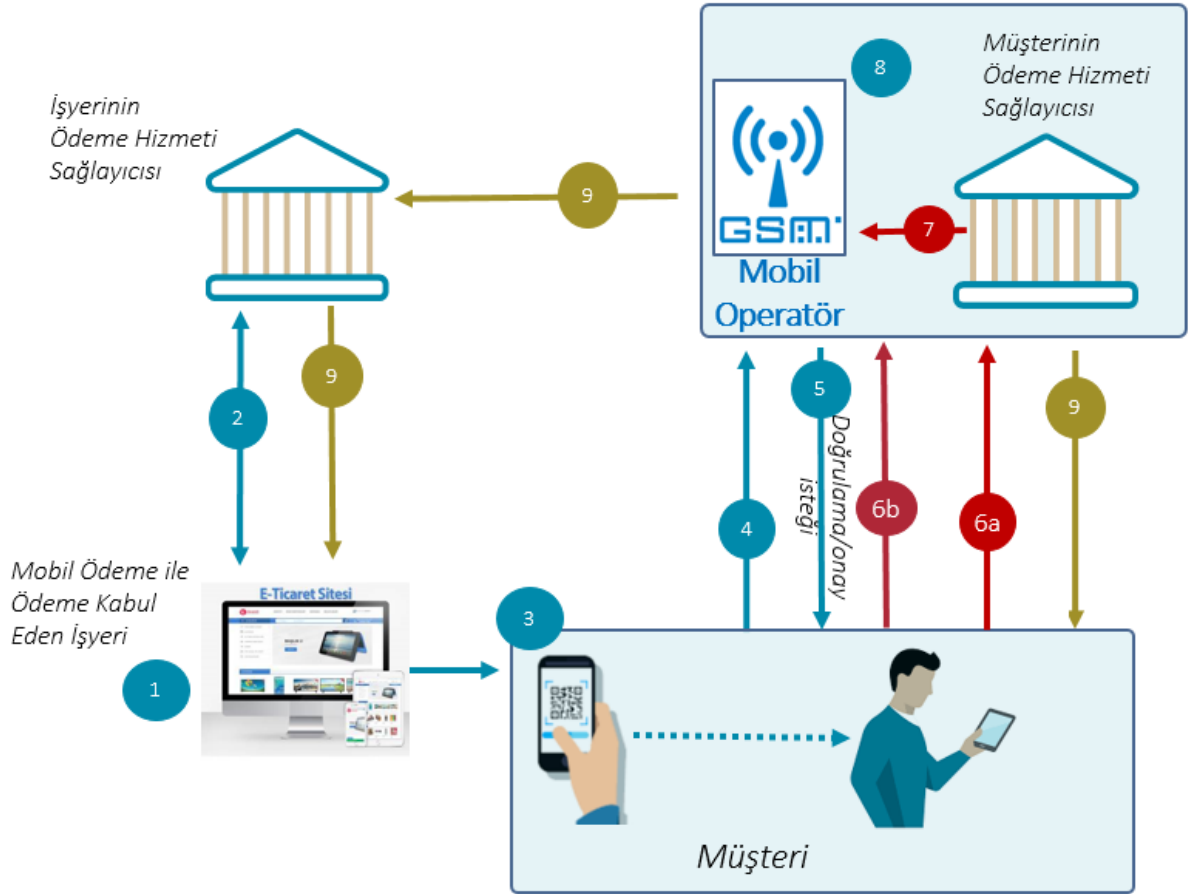 İşyerinin
Ödeme Hizmeti
Sağlayıcısı
8
Müşterinin
Ödeme Hizmeti
Sağlayıcısı
9
GSM
7
Mobil
Operatör
2
9
5
9
Doğrulama/onay
isteği
4
6b
6a
Mobil Ödeme ile
Ödeme Kabul
Eden İşyeri
E-Ticaret Sitesi
1
3
Müşteri